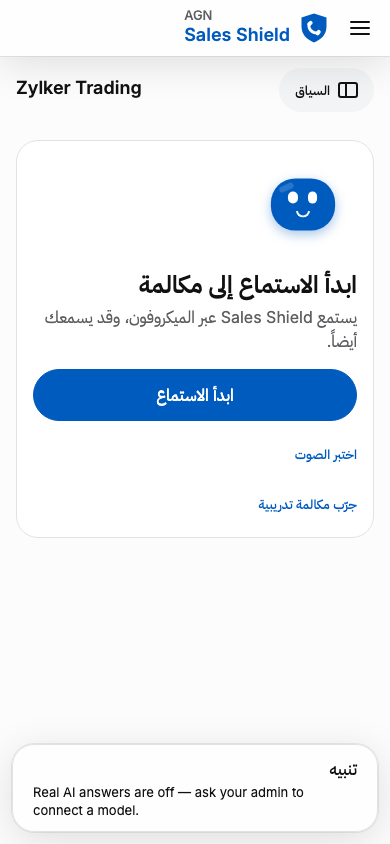 AGN
Sales Shield
السياق
Zylker Trading
ابدأ الاستماع إلى مكالمة
يستمع Sales Shield عبر الميكروفون، وقد يسمعك
أيضاً.
ابدأ الاستماع
اختبر الصوت
جرّب مكالمة تدريبية
تنبيه
Real AI answers are off — ask your admin to
connect a model.